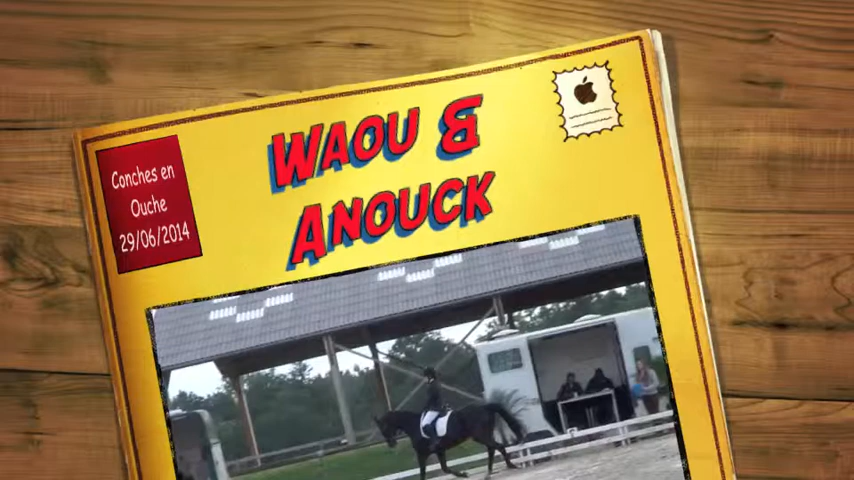 WAOU &
ANOUCK
Conches en
Ouche
29/06/2014